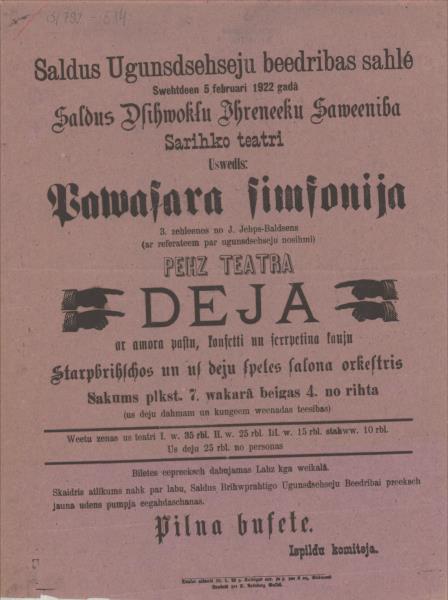 Saldus Ugunsdsehseju beedribas sahlē
Swehtdeen 5 februari 1922 gadā
Saldus Dsihwokļu Ihreneeku Saweeniba
Sarihko teatri
Uswedis:
Pawaſara ſimfonija
3. zehleenos no J. Jehps-Baldsens
(ar referateem par ugunsdsehseju nosihmi)
PEHZ TEATRA
DEJA
ar amora paſtu, konfetti un ſerrpetina kauju
Starpbrihſchos un uſ deju ſpeles ſalona orkeſtris
Sakums plkst. 7. wakarā beigas 4. no rihta
(us deju dahmam un kungeem weenadas teesibas)
Weetu zenas us teatri I. w. 35 rbl. II. w. 25 rbl. III. w. 15 rbl. stahww. 10 rbl.
Us deju 25 rbl. no personas
Biletes eepreeksch dabujamas Lahz kga weikalā.
Skaidris atlikums nahk par labu, Saldus Brihwprahtigo Ugunsdsehseju Beedribai preeksch
jauna udens pumpja eegahdaschanas.
Pilna bufete.
Iſpildu komiteja.